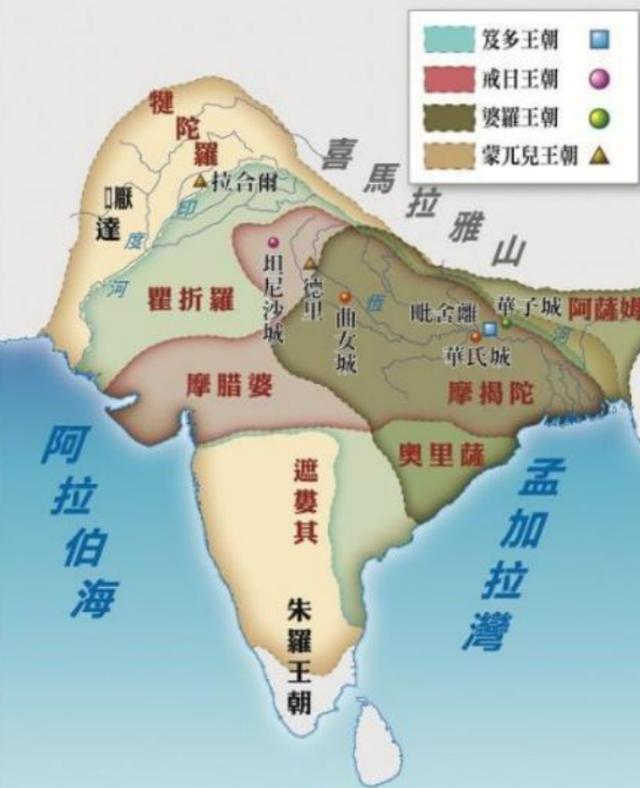 笈多王朝
戒日王朝
婆羅王朝
蒙兀兒王朝
犍陀羅
喜馬拉雅山
拉合爾
厭達
印度河
坦尼沙城
德里
瞿折羅
曲女城
恆河
毗舍離
華子城
阿薩姆
華氏城
摩臘婆
摩揭陀
奧里薩
遮婁其
阿拉伯海
孟加拉灣
朱羅王朝